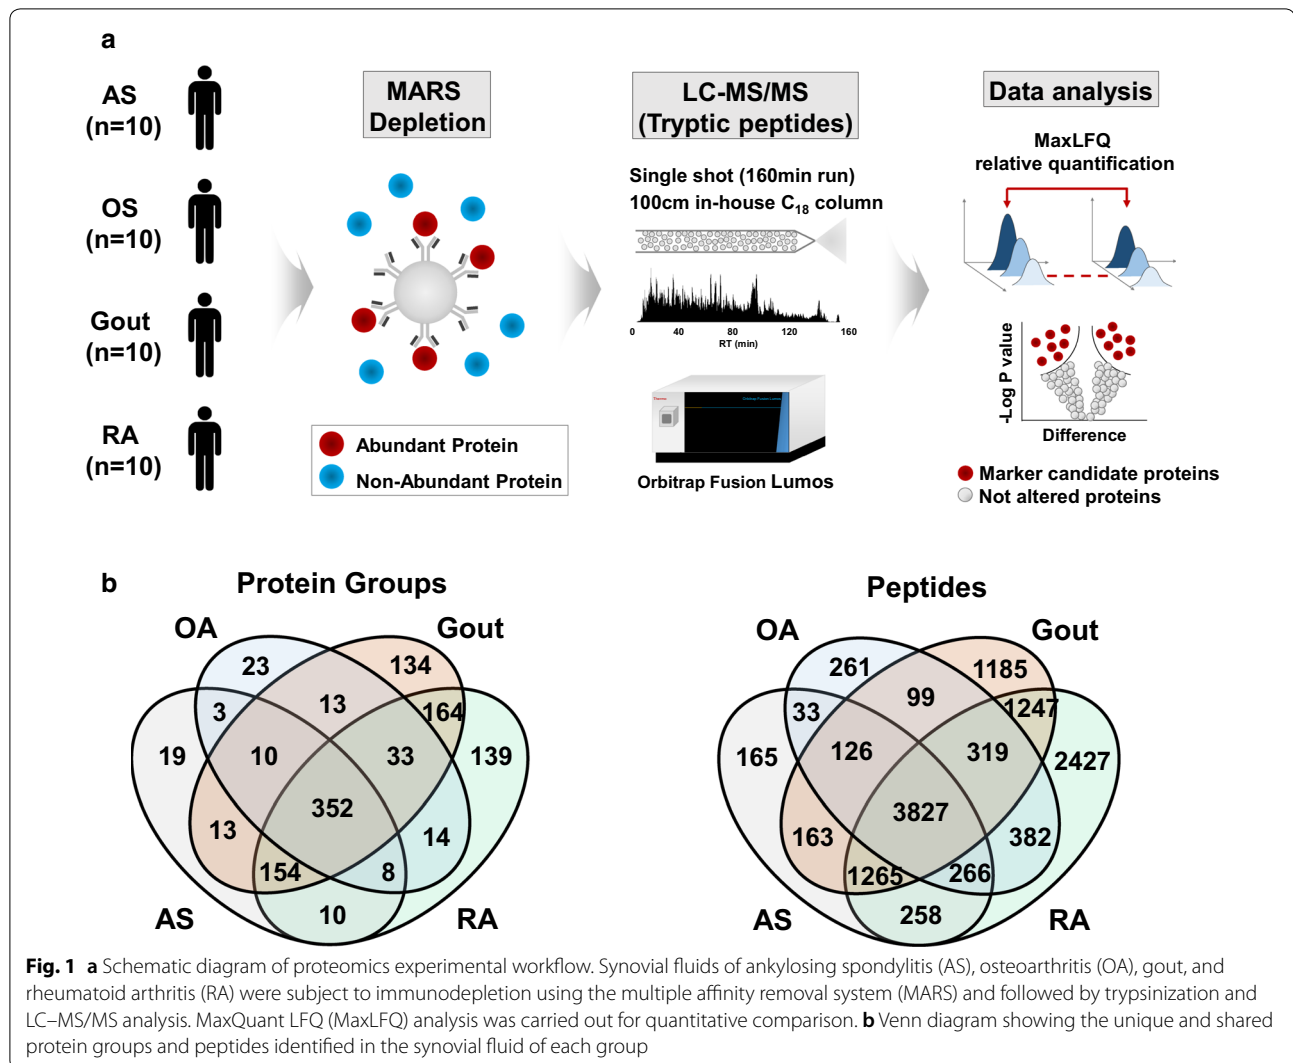 a
AS
(n=10)
OS
(n=10)
Gout
(n=10)
RA
(n=10)
MARS
Depletion
Abundant Protein
Non-Abundant Protein
LC-MS/MS
(Tryptic peptides)
Single shot (160min run)
100cm in-house C18 column
0 40 80 120 160
RT (min)
Thermo
Orbitrap Fusion Lumos
Orbitrap Fusion Lumos
Data analysis
MaxLFQ
relative quantification
-Log P value
Difference
Marker candidate proteins
Not altered proteins
b
Protein Groups
OA
Gout
23
134
3
13
164
19
10
33
139
352
13
14
154
8
AS
10
RA
Peptides
OA
Gout
261
1185
33
99
1247
165
126
319
2427
3827
163
382
1265
266
AS
258
RA
Fig. 1 a Schematic diagram of proteomics experimental workflow. Synovial fluids of ankylosing spondylitis (AS), osteoarthritis (OA), gout, and
rheumatoid arthritis (RA) were subject to immunodepletion using the multiple affinity removal system (MARS) and followed by trypsinization and
LC–MS/MS analysis. MaxQuant LFQ (MaxLFQ) analysis was carried out for quantitative comparison. b Venn diagram showing the unique and shared
protein groups and peptides identified in the synovial fluid of each group